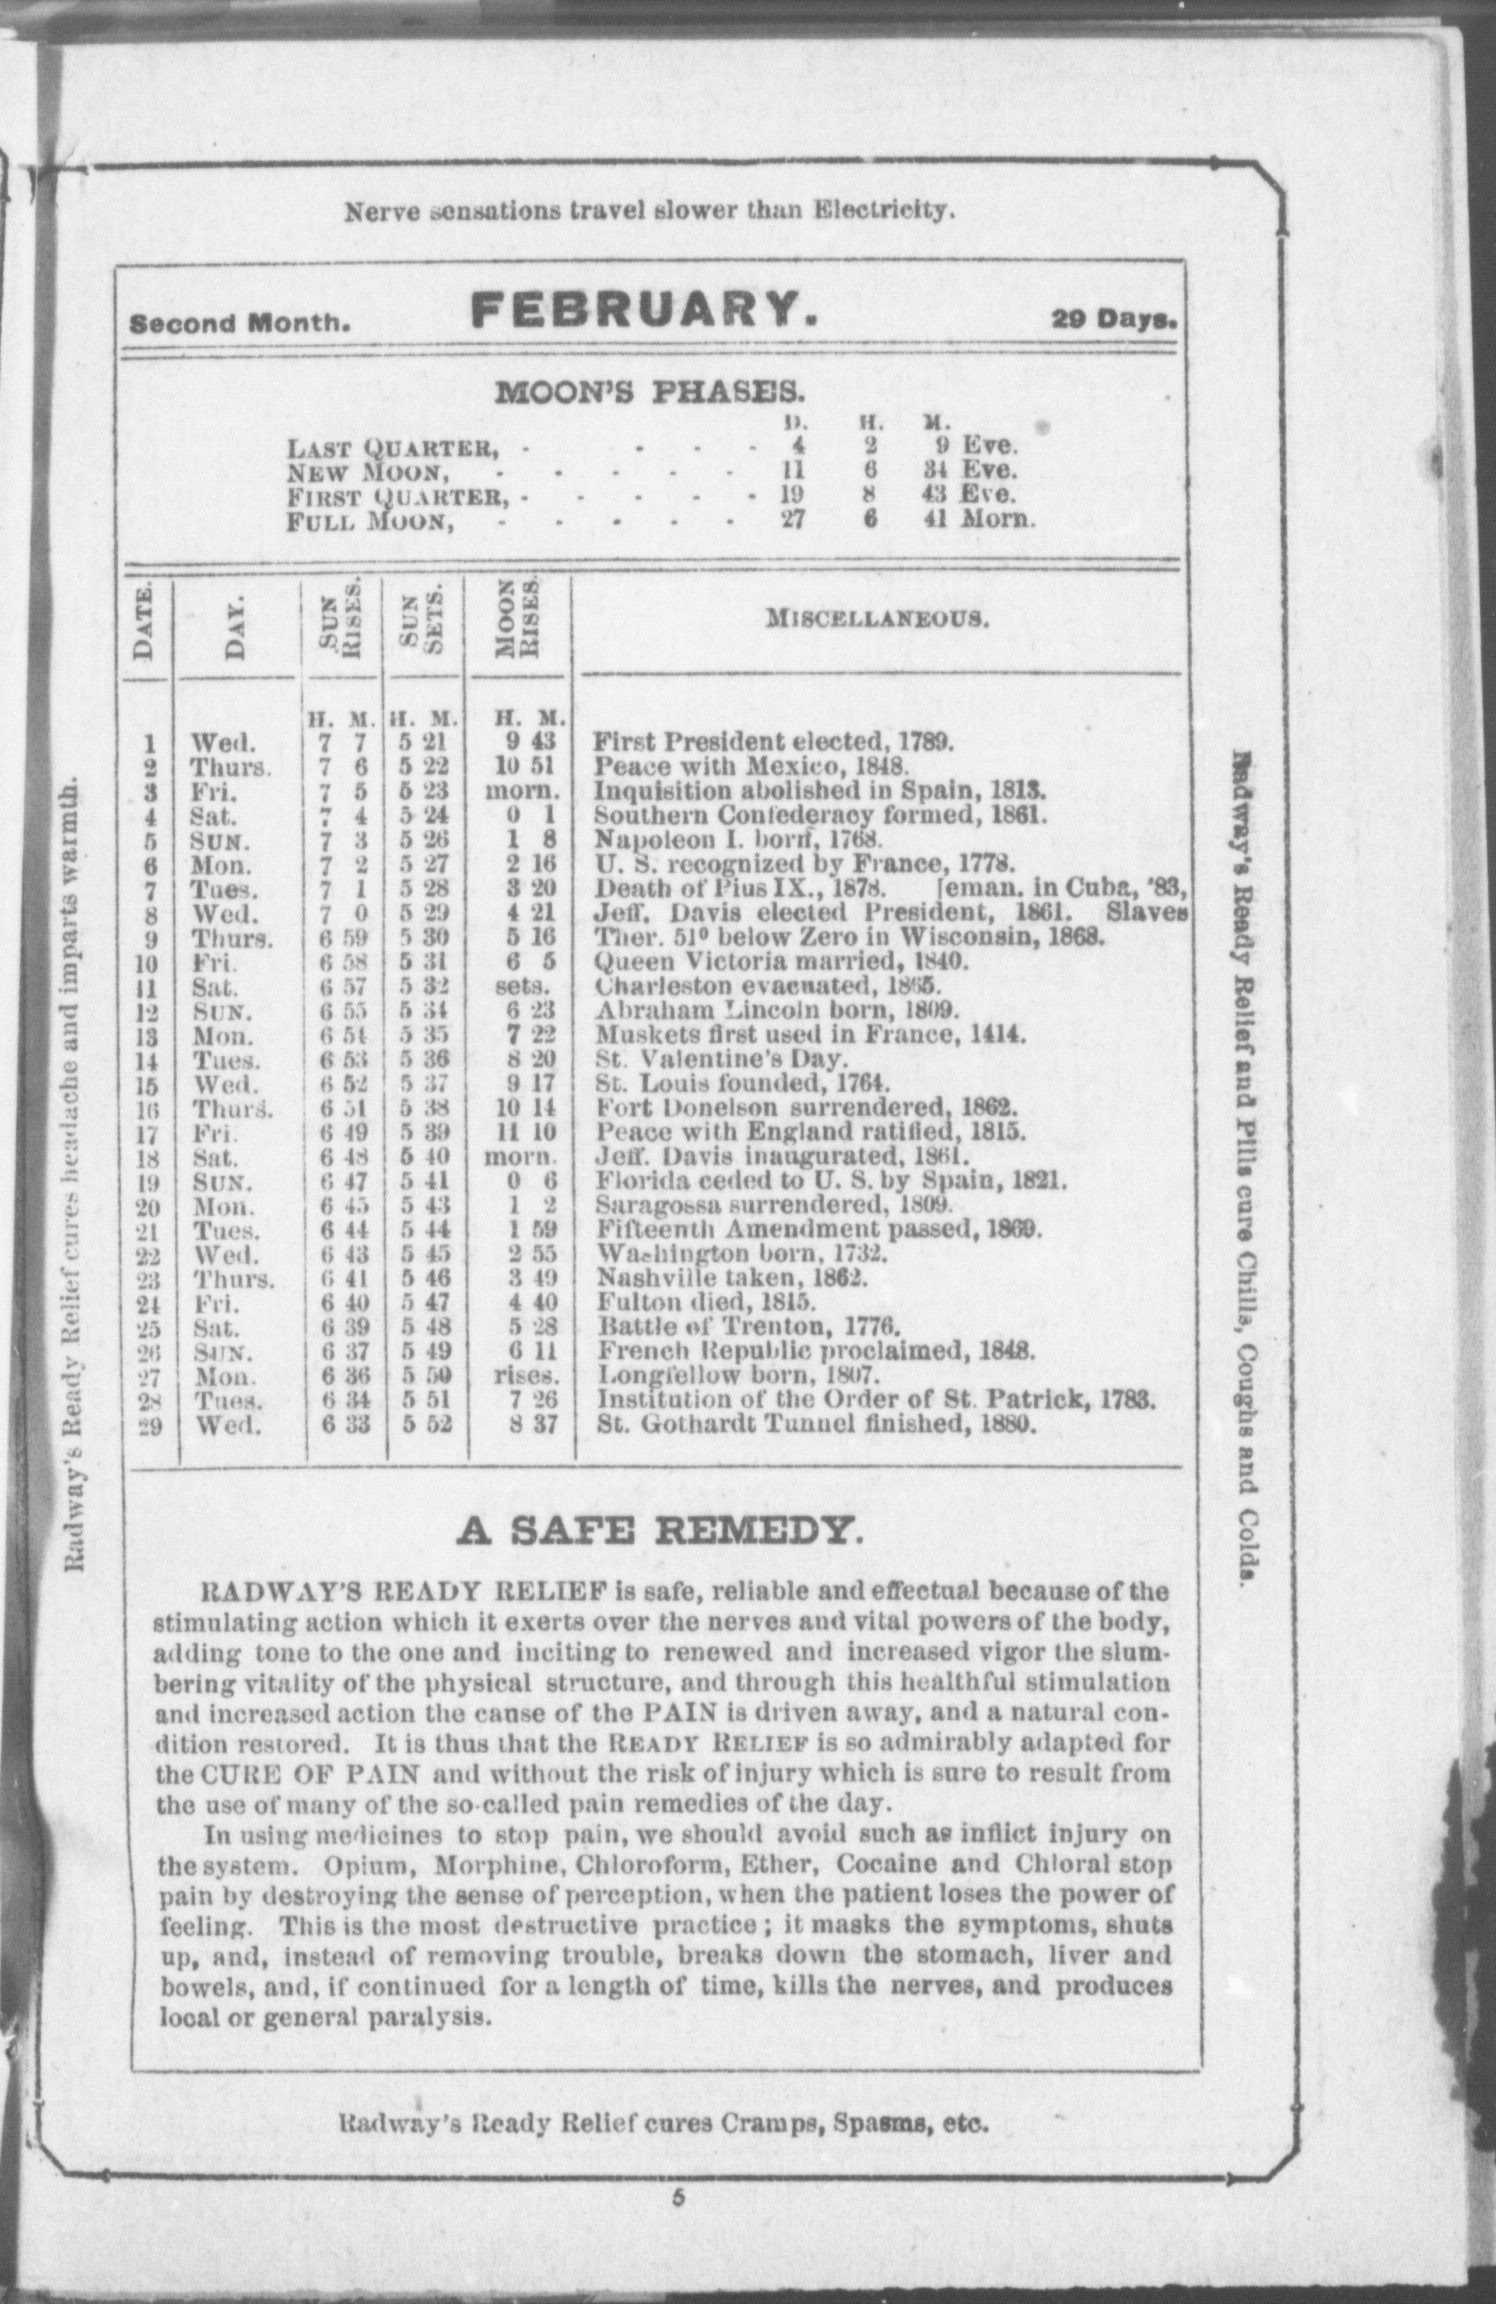 Nerve sensations travel slower than Electricity.
Second Month. FEBRUARY. 29 Days.
MOON'S PHASES.
D. H. M.
LAST QUARTER, - - - - - 4 2 9 Eve.
NEW MOON, - - - - - 11 6 34 Eve.
FIRST QUARTER, - - - - - 19 8 43 Eve.
FULL MOON, - - - - - 27 6 41 Morn.
DATE. DAY. SUN RISES. SUN SETS. MOON RISES. MISCELLANEOUS.
H. M. H. M. H. M.
1 Wed. 7 7 5 21 9 43 First President elected, 1789.
2 Thurs. 7 6 5 22 10 51 Peace with Mexico, 1848.
3 Fri. 7 5 5 23 morn. Inquisition abolished in Spain, 1813.
4 Sat. 7 4 5 24 0 1 Southern Confederacy formed, 1861.
5 SUN. 7 3 5 26 1 8 Napoleon I. born, 1768.
6 Mon. 7 2 5 27 2 16 U. S. recognized by France, 1778.
7 Tues. 7 1 5 28 3 20 Death of Pius IX., 1878. [eman. in Cuba, '83,
8 Wed. 7 0 5 29 4 21 Jeff. Davis elected President, 1861. Slaves
9 Thurs. 6 59 5 30 5 16 Ther. 51° below Zero in Wisconsin, 1868.
10 Fri. 6 58 5 31 6 5 Queen Victoria married, 1840.
11 Sat. 6 57 5 32 sets. Charleston evacuated, 1865.
12 SUN. 6 55 5 34 6 23 Abraham Lincoln born, 1809.
13 Mon. 6 54 5 35 7 22 Muskets first used in France, 1414.
14 Tues. 6 53 5 36 8 20 St. Valentine's Day.
15 Wed. 6 52 5 37 9 17 St. Louis founded, 1764.
16 Thurs. 6 51 5 38 10 14 Fort Donelson surrendered, 1862.
17 Fri. 6 49 5 39 11 10 Peace with England ratified, 1815.
18 Sat. 6 48 5 40 morn. Jeff. Davis inaugurated, 1861.
19 SUN. 6 47 5 41 0 6 Florida ceded to U. S. by Spain, 1821.
20 Mon. 6 45 5 43 1 2 Saragossa surrendered, 1809.
21 Tues. 6 44 5 44 1 59 Fifteenth Amendment passed, 1869.
22 Wed. 6 43 5 45 2 55 Washington born, 1732.
23 Thurs. 6 41 5 46 3 49 Nashville taken, 1862.
24 Fri. 6 40 5 47 4 40 Fulton died, 1815.
25 Sat. 6 39 5 48 5 28 Battle of Trenton, 1776.
26 SUN. 6 37 5 49 6 11 French Republic proclaimed, 1848.
27 Mon. 6 36 5 50 rises. Longfellow born, 1807.
28 Tues. 6 34 5 51 7 26 Institution of the Order of St. Patrick, 1783.
29 Wed. 6 33 5 52 8 37 St. Gothardt Tunnel finished, 1880.
A SAFE REMEDY.
RADWAY'S READY RELIEF is safe, reliable and effectual because of the
stimulating action which it exerts over the nerves and vital powers of the body,
adding tone to the one and inciting to renewed and increased vigor the slum-
bering vitality of the physical structure, and through this healthful stimulation
and increased action the cause of the PAIN is driven away, and a natural con-
dition restored. It is thus that the READY RELIEF is so admirably adapted for
the CURE OF PAIN and without the risk of injury which is sure to result from
the use of many of the so-called pain remedies of the day.
In using medicines to stop pain, we should avoid such as inflict injury on
the system. Opium, Morphine, Chloroform, Ether, Cocaine and Chloral stop
pain by destroying the sense of perception, when the patient loses the power of
feeling. This is the most destructive practice; it masks the symptoms, shuts
up, and, instead of removing trouble, breaks down the stomach, liver and
bowels, and, if continued for a length of time, kills the nerves, and produces
local or general paralysis.
Radway's Ready Relief cures Cramps, Spasms, etc.
5
Radway's Ready Relief cures headache and imparts warmth.
Radway's Ready Relief and Pills cure Chills, Coughs and Colds.